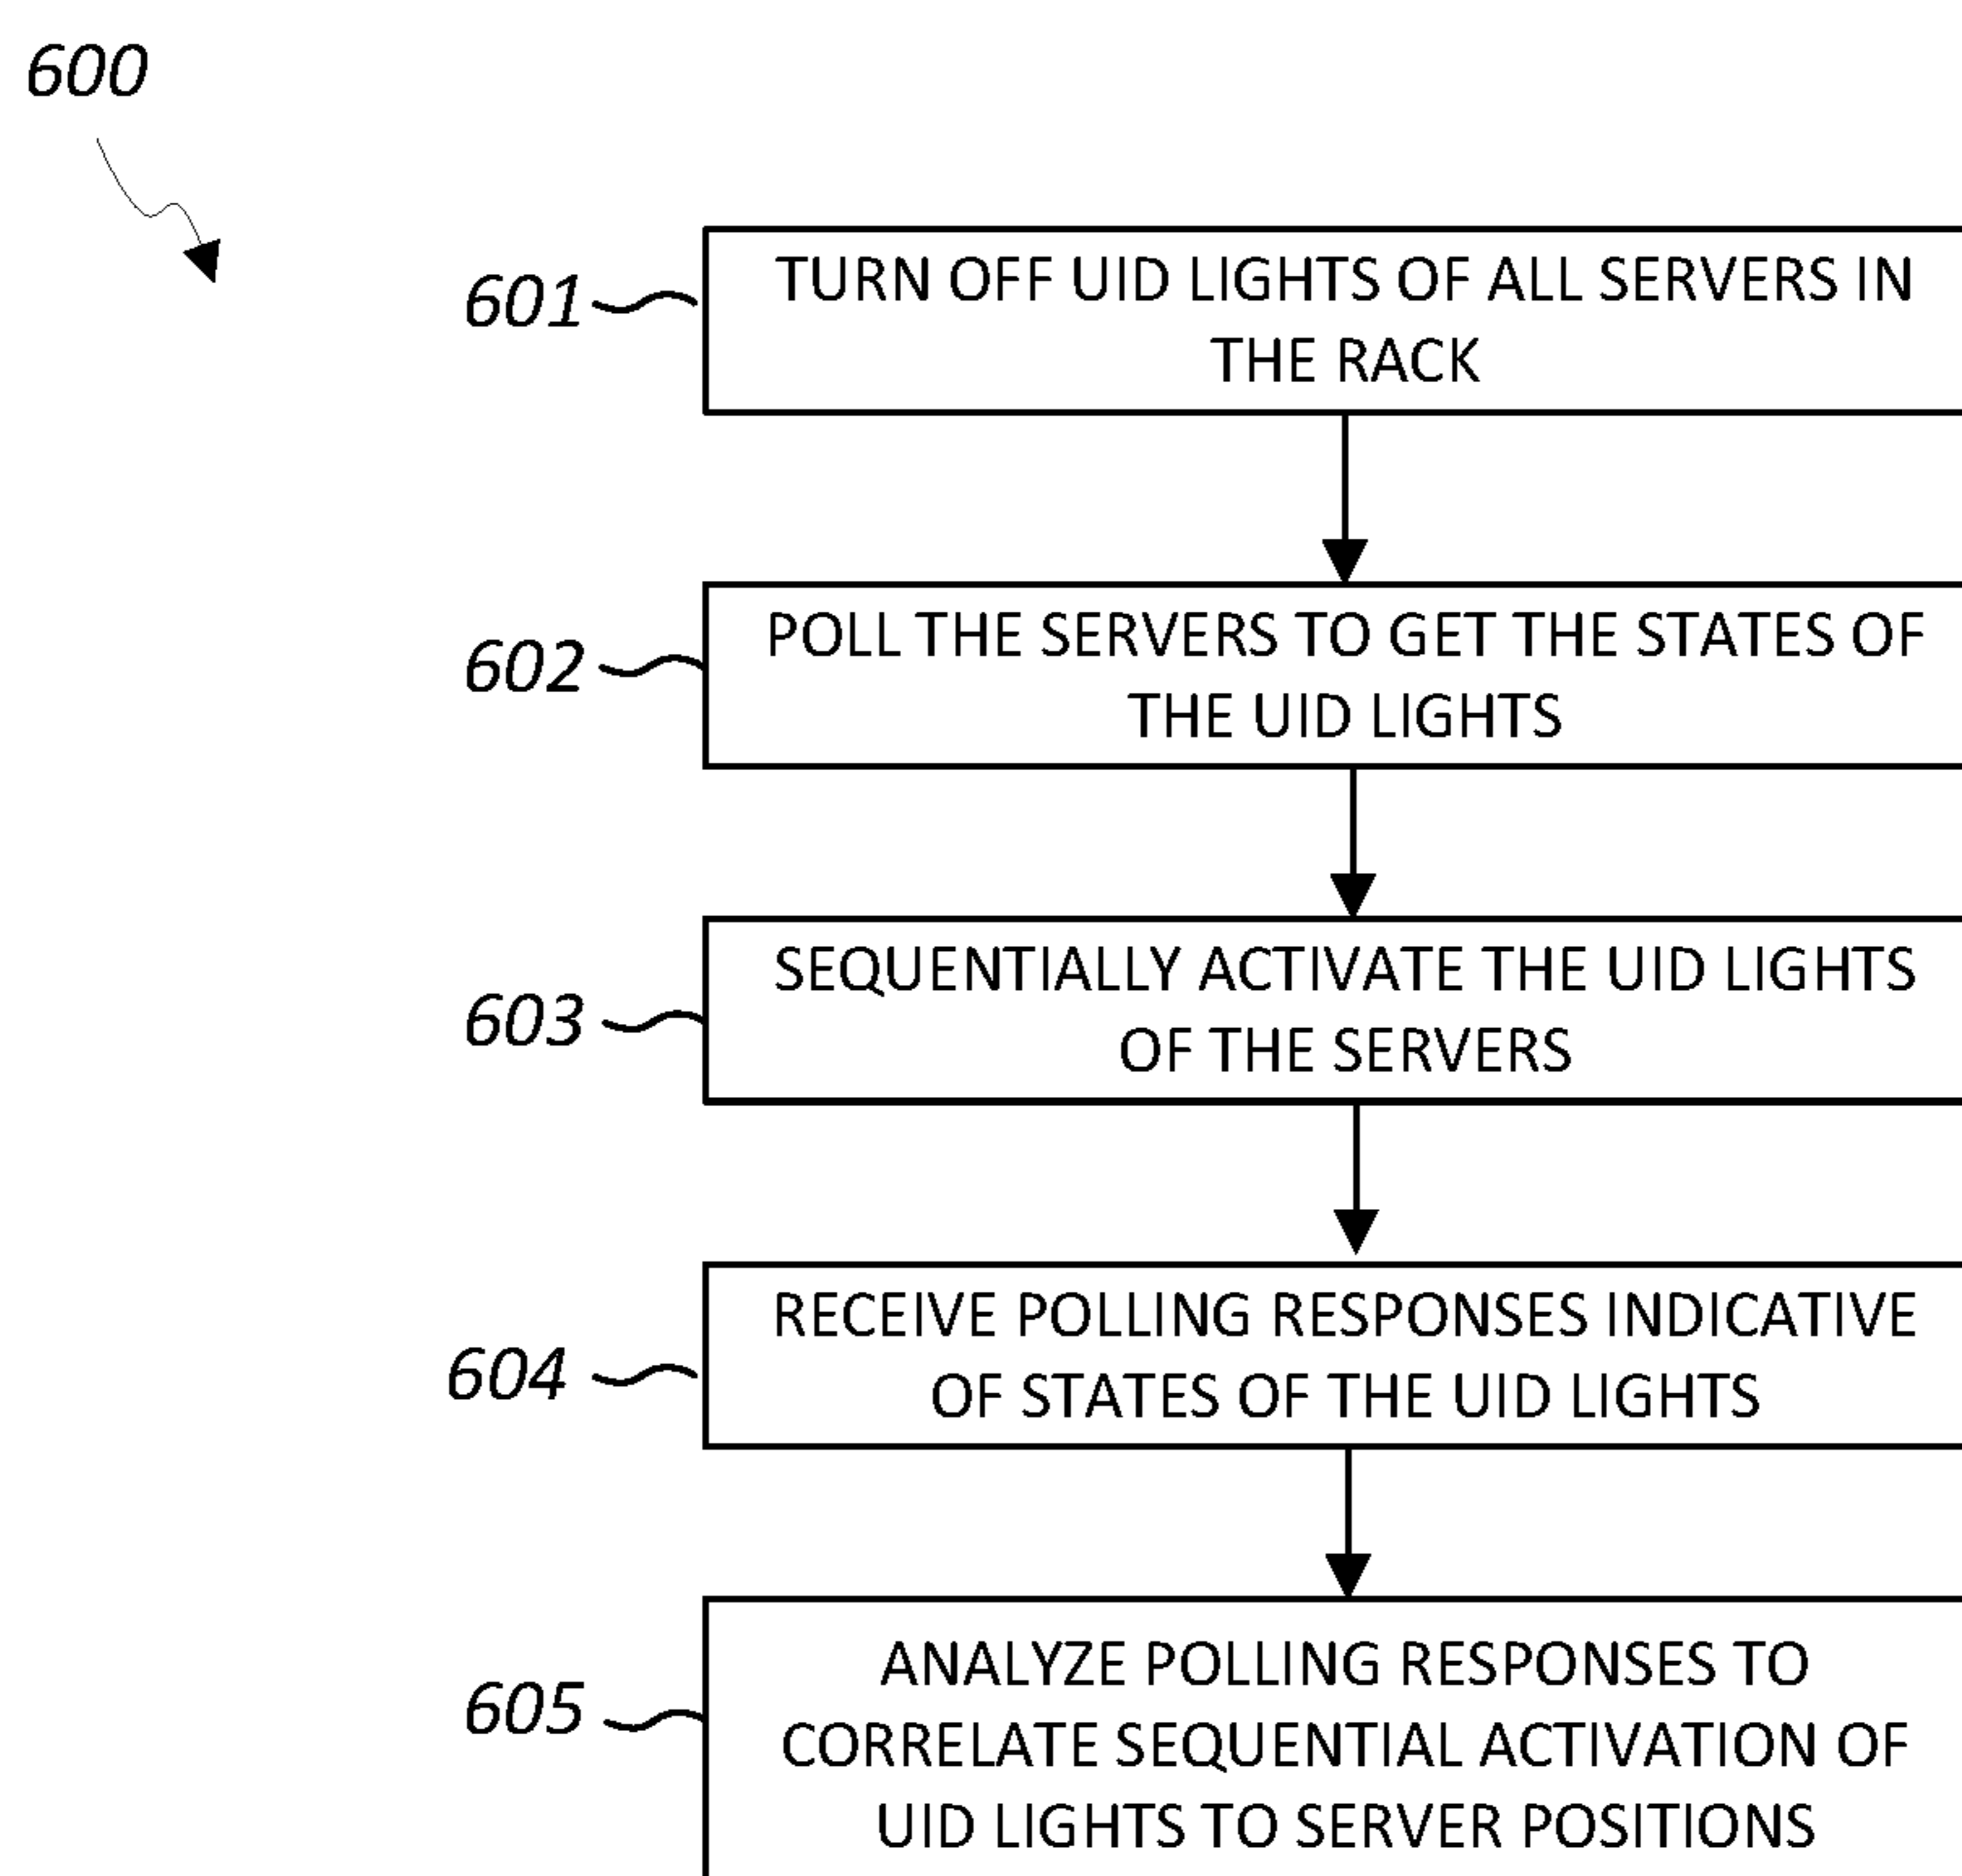 600
601
TURN OFF UID LIGHTS OF ALL SERVERS IN
THE RACK
602
POLL THE SERVERS TO GET THE STATES OF
THE UID LIGHTS
603
SEQUENTIALLY ACTIVATE THE UID LIGHTS
OF THE SERVERS
604
RECEIVE POLLING RESPONSES INDICATIVE
OF STATES OF THE UID LIGHTS
605
ANALYZE POLLING RESPONSES TO
CORRELATE SEQUENTIAL ACTIVATION OF
UID LIGHTS TO SERVER POSITIONS